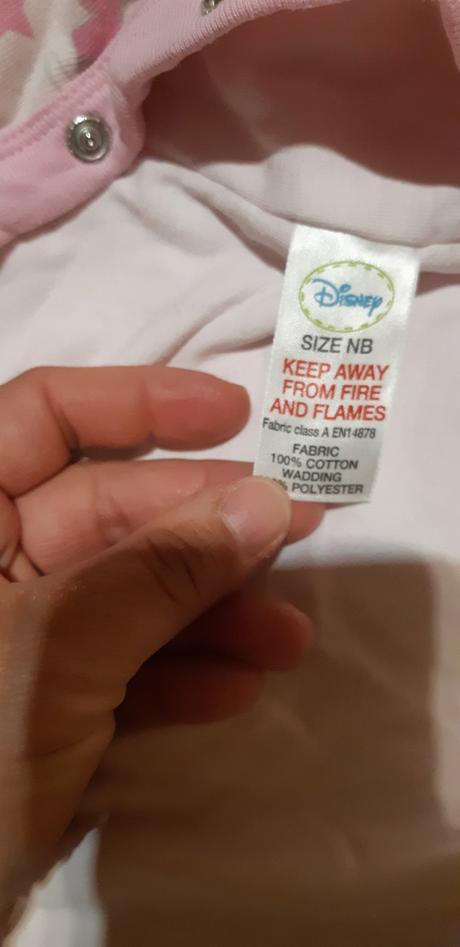 Disney
SIZE NB
KEEP AWAY
FROM FIRE
AND FLAMES
Fabric class A EN14878
FABRIC
100% COTTON
WADDING
% POLYESTER